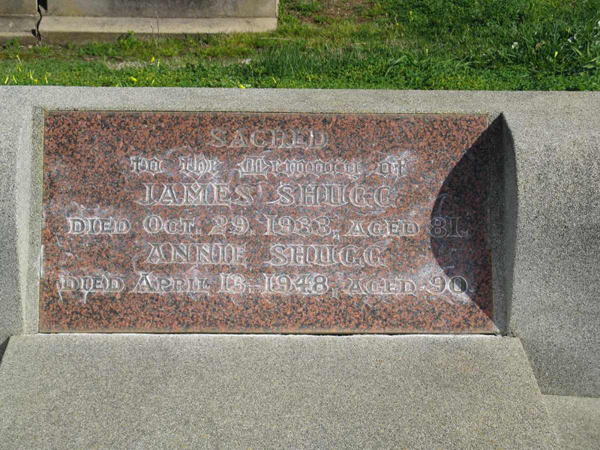 SACRED
To The Memory of
JAMES SHUGG
DIED OCT. 29, 1933, AGED 81.
ANNIE SHUGG
DIED APRIL 13-1948, AGED 90.